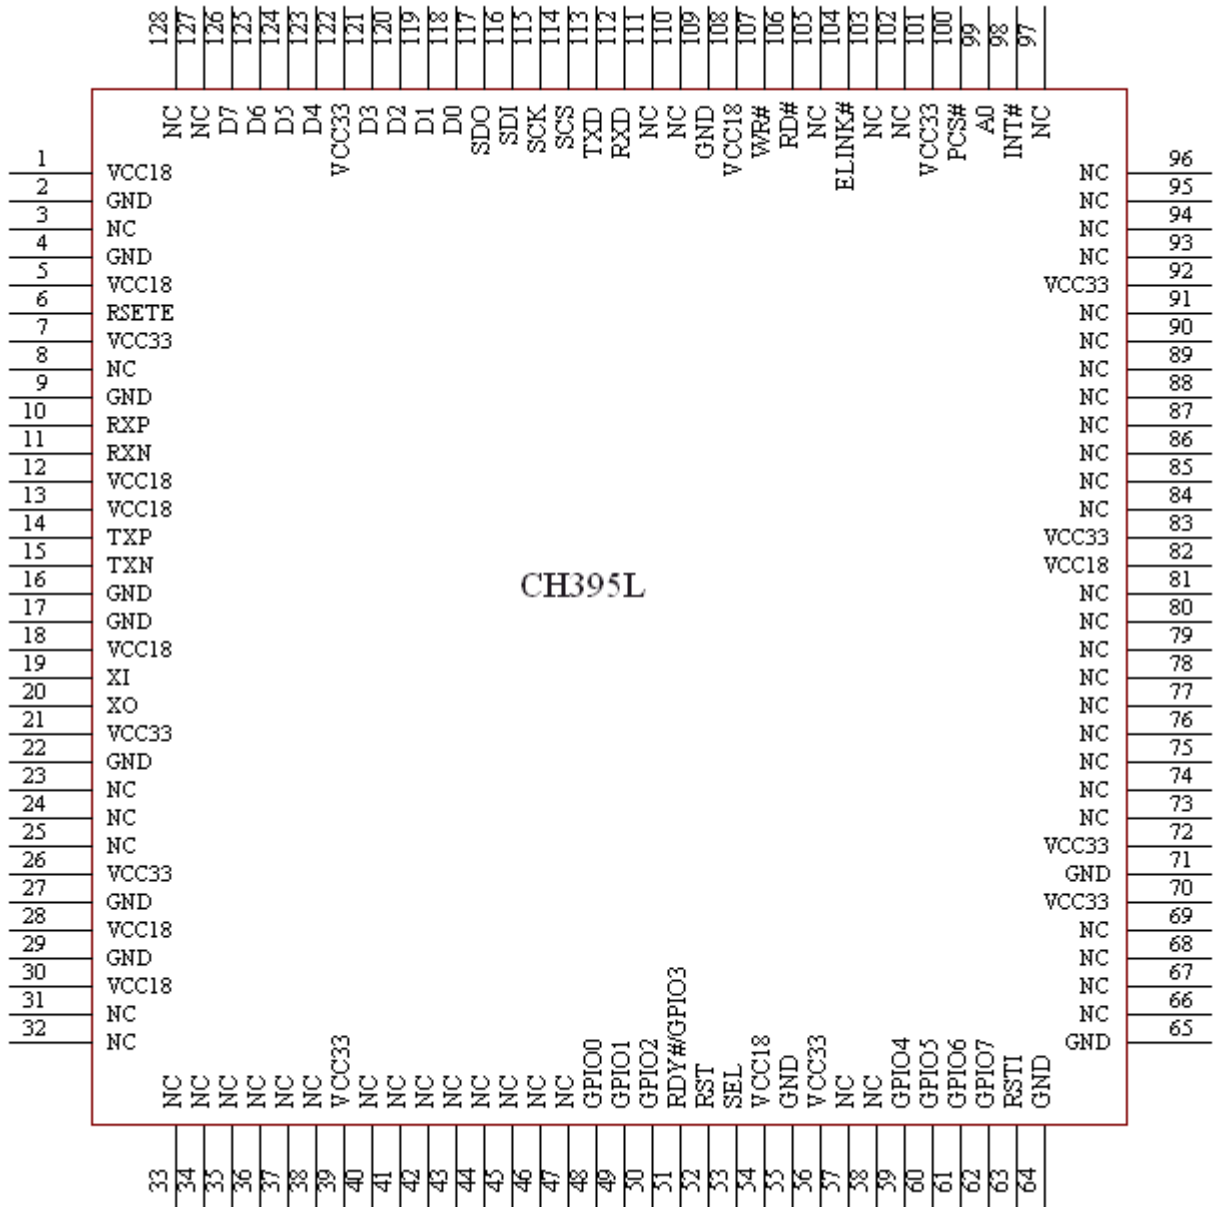 128 127 126 125 124 123 122 121 120 119 118 117 116 115 114 113 112 111 110 109 108 107 106 105 104 103 102 101 100 99 98 97
NC NC D7 D6 D5 D4 VCC33 D3 D2 D1 D0 SDO SDI SCK SCS TXD RXD NC NC GND VCC18 WR# RD# NC ELINK# NC NC VCC33 PCS# A0 INT# NC
1 VCC18 NC 96
2 GND NC 95
3 NC NC 94
4 GND NC 93
5 VCC18 VCC33 92
6 RSETE NC 91
7 VCC33 NC 90
8 NC NC 89
9 GND NC 88
10 RXP NC 87
11 RXN NC 86
12 VCC18 NC 85
13 VCC18 NC 84
14 TXP VCC33 83
15 TXN VCC18 82
CH395L
16 GND NC 81
17 GND NC 80
18 VCC18 NC 79
19 XI NC 78
20 XO NC 77
21 VCC33 NC 76
22 GND NC 75
23 NC NC 74
24 NC NC 73
25 NC VCC33 72
26 VCC33 GND 71
27 GND VCC33 70
28 VCC18 NC 69
29 GND NC 68
30 VCC18 NC 67
31 NC NC 66
32 NC GND 65
NC NC NC NC NC NC VCC33 NC NC NC NC NC NC NC NC GPIO0 GPIO1 GPIO2 RDY#/GPIO3 RST SEL VCC18 GND VCC33 NC NC GPIO4 GPIO5 GPIO6 GPIO7 RSTI GND
33 34 35 36 37 38 39 40 41 42 43 44 45 46 47 48 49 50 51 52 53 54 55 56 57 58 59 60 61 62 63 64